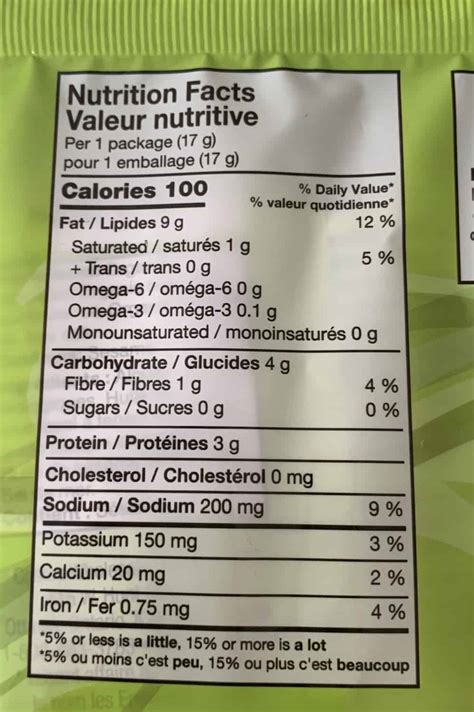 Nutrition Facts
Valeur nutritive
Per 1 package (17 g)
pour 1 emballage (17 g)
Calories 100
% Daily Value*
% valeur quotidienne*
Fat / Lipides 9 g 12 %
Saturated / saturés 1 g
+ Trans / trans 0 g 5 %
Omega-6 / oméga-6 0 g
Omega-3 / oméga-3 0.1 g
Monounsaturated / monoinsaturés 0 g
Carbohydrate / Glucides 4 g
Fibre / Fibres 1 g 4 %
Sugars / Sucres 0 g 0 %
Protein / Protéines 3 g
Cholesterol / Cholestérol 0 mg
Sodium / Sodium 200 mg 9 %
Potassium 150 mg 3 %
Calcium 20 mg 2 %
Iron / Fer 0.75 mg 4 %
*5% or less is a little, 15% or more is a lot
*5% ou moins c'est peu, 15% ou plus c'est beaucoup